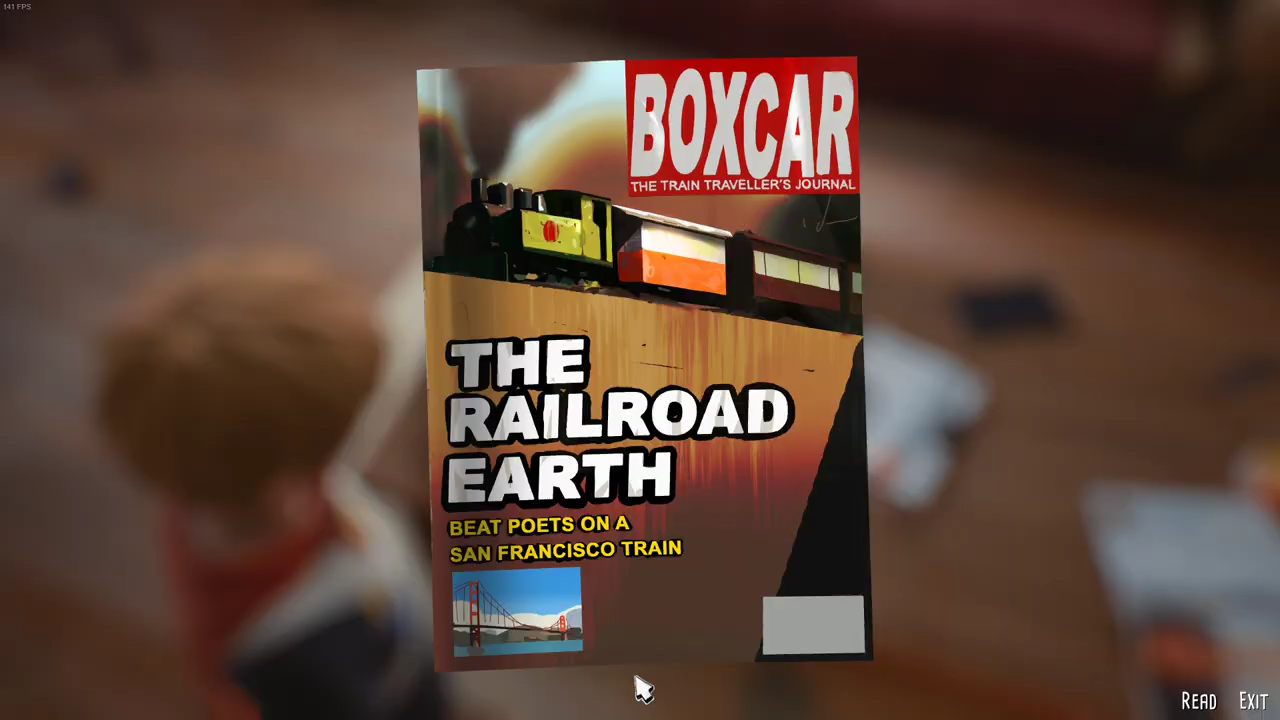 141 FPS
BOXCAR
THE TRAIN TRAVELLER'S JOURNAL
THE
RAILROAD
EARTH
BEAT POETS ON A
SAN FRANCISCO TRAIN
READ EXIT